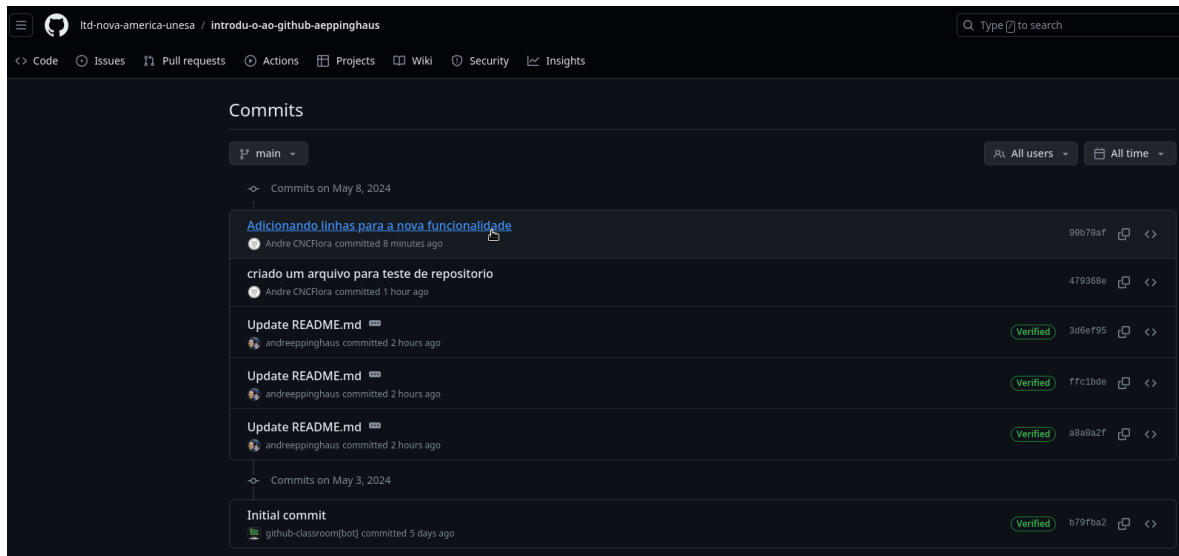 ltd-nova-america-unesa / introdu-o-ao-github-aeppinghaus
Type / to search
Code Issues Pull requests Actions Projects Wiki Security Insights
Commits
main
All users All time
Commits on May 8, 2024
Adicionando linhas para a nova funcionalidade
90b70af
Andre CNCFlora committed 8 minutes ago
criado um arquivo para teste de repositorio
479368e
Andre CNCFlora committed 1 hour ago
Update README.md
Verified 3d6ef95
andreeppinghaus committed 2 hours ago
Update README.md
Verified ffc1bde
andreeppinghaus committed 2 hours ago
Update README.md
Verified a8a0a2f
andreeppinghaus committed 2 hours ago
Commits on May 3, 2024
Initial commit
Verified b79fba2
github-classroom[bot] committed 5 days ago